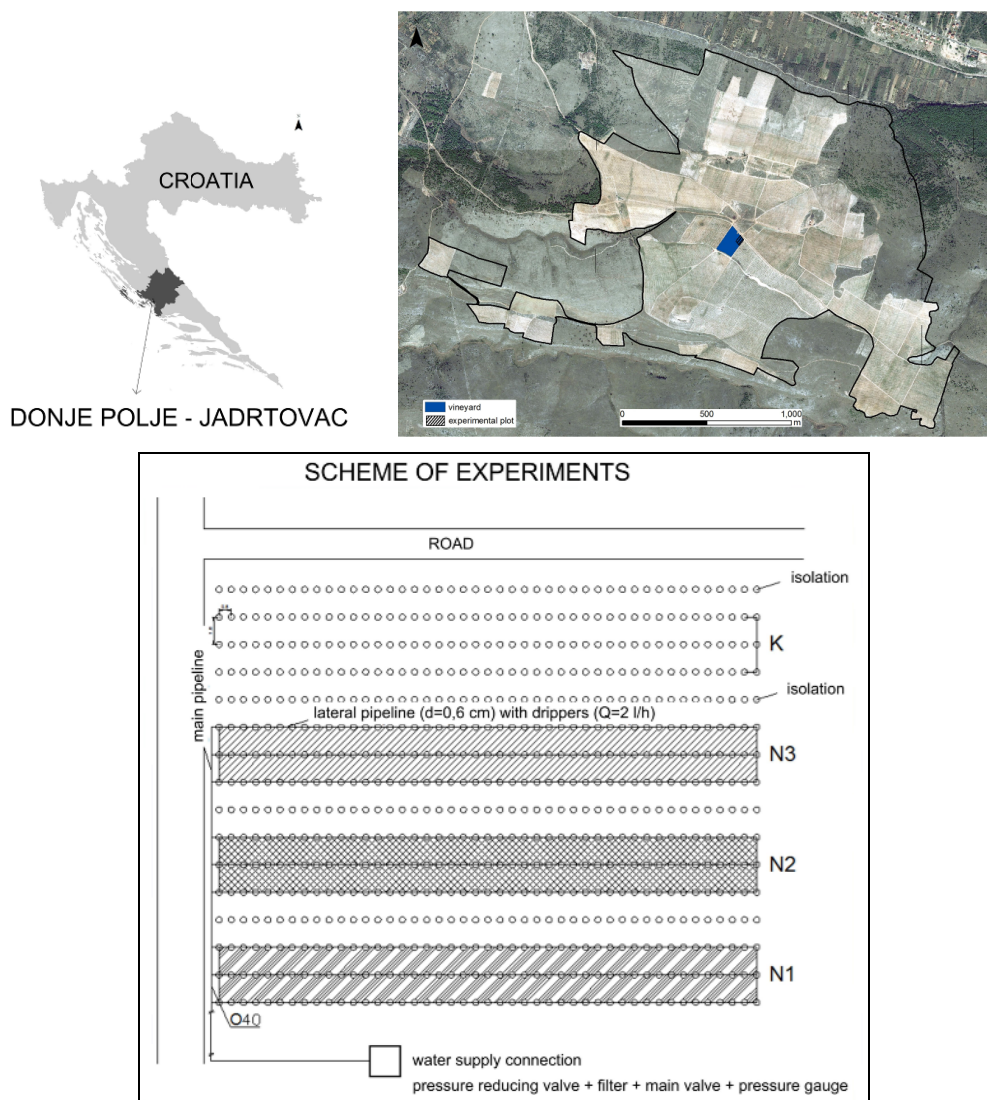 CROATIA
DONJE POLJE - JADRTOVAC
vineyard
experimental plot
0 500 1,000
m
SCHEME OF EXPERIMENTS
ROAD
isolation
K
isolation
main pipeline
lateral pipeline (d=0,6 cm) with drippers (Q=2 l/h)
N3
N2
N1
O40
water supply connection
pressure reducing valve + filter + main valve + pressure gauge